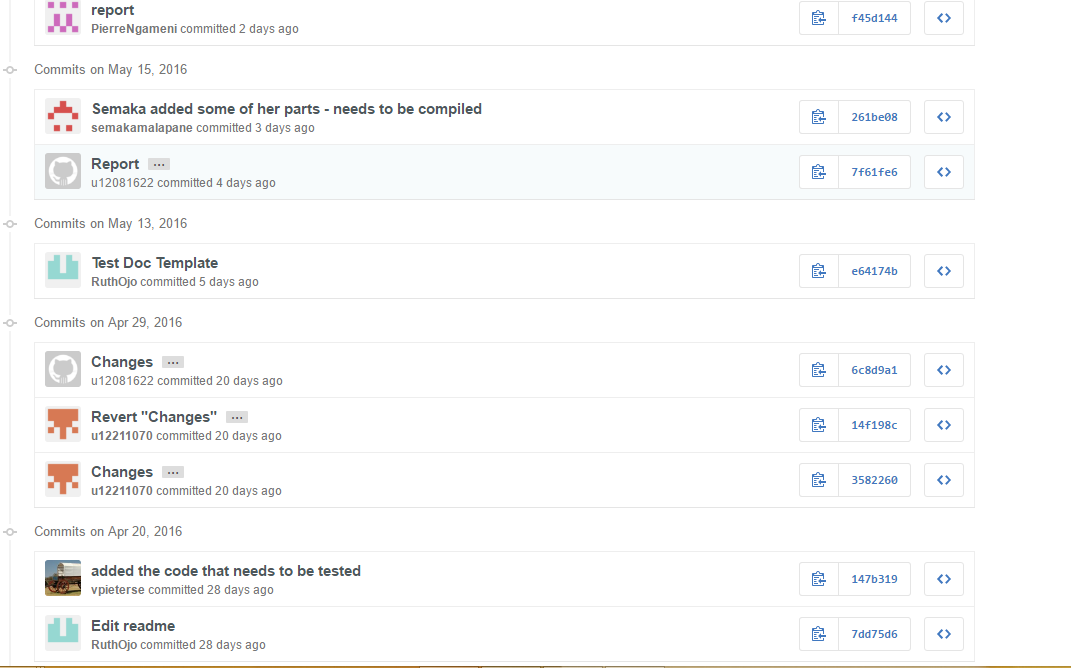 report
PierreNgameni committed 2 days ago
f45d144
Commits on May 15, 2016
Semaka added some of her parts - needs to be compiled
semakamalapane committed 3 days ago
261be08
Report …
u12081622 committed 4 days ago
7f61fe6
Commits on May 13, 2016
Test Doc Template
RuthOjo committed 5 days ago
e64174b
Commits on Apr 29, 2016
Changes …
u12081622 committed 20 days ago
6c8d9a1
Revert "Changes" …
u12211070 committed 20 days ago
14f198c
Changes …
u12211070 committed 20 days ago
3582260
Commits on Apr 20, 2016
added the code that needs to be tested
vpieterse committed 28 days ago
147b319
Edit readme
RuthOjo committed 28 days ago
7dd75d6